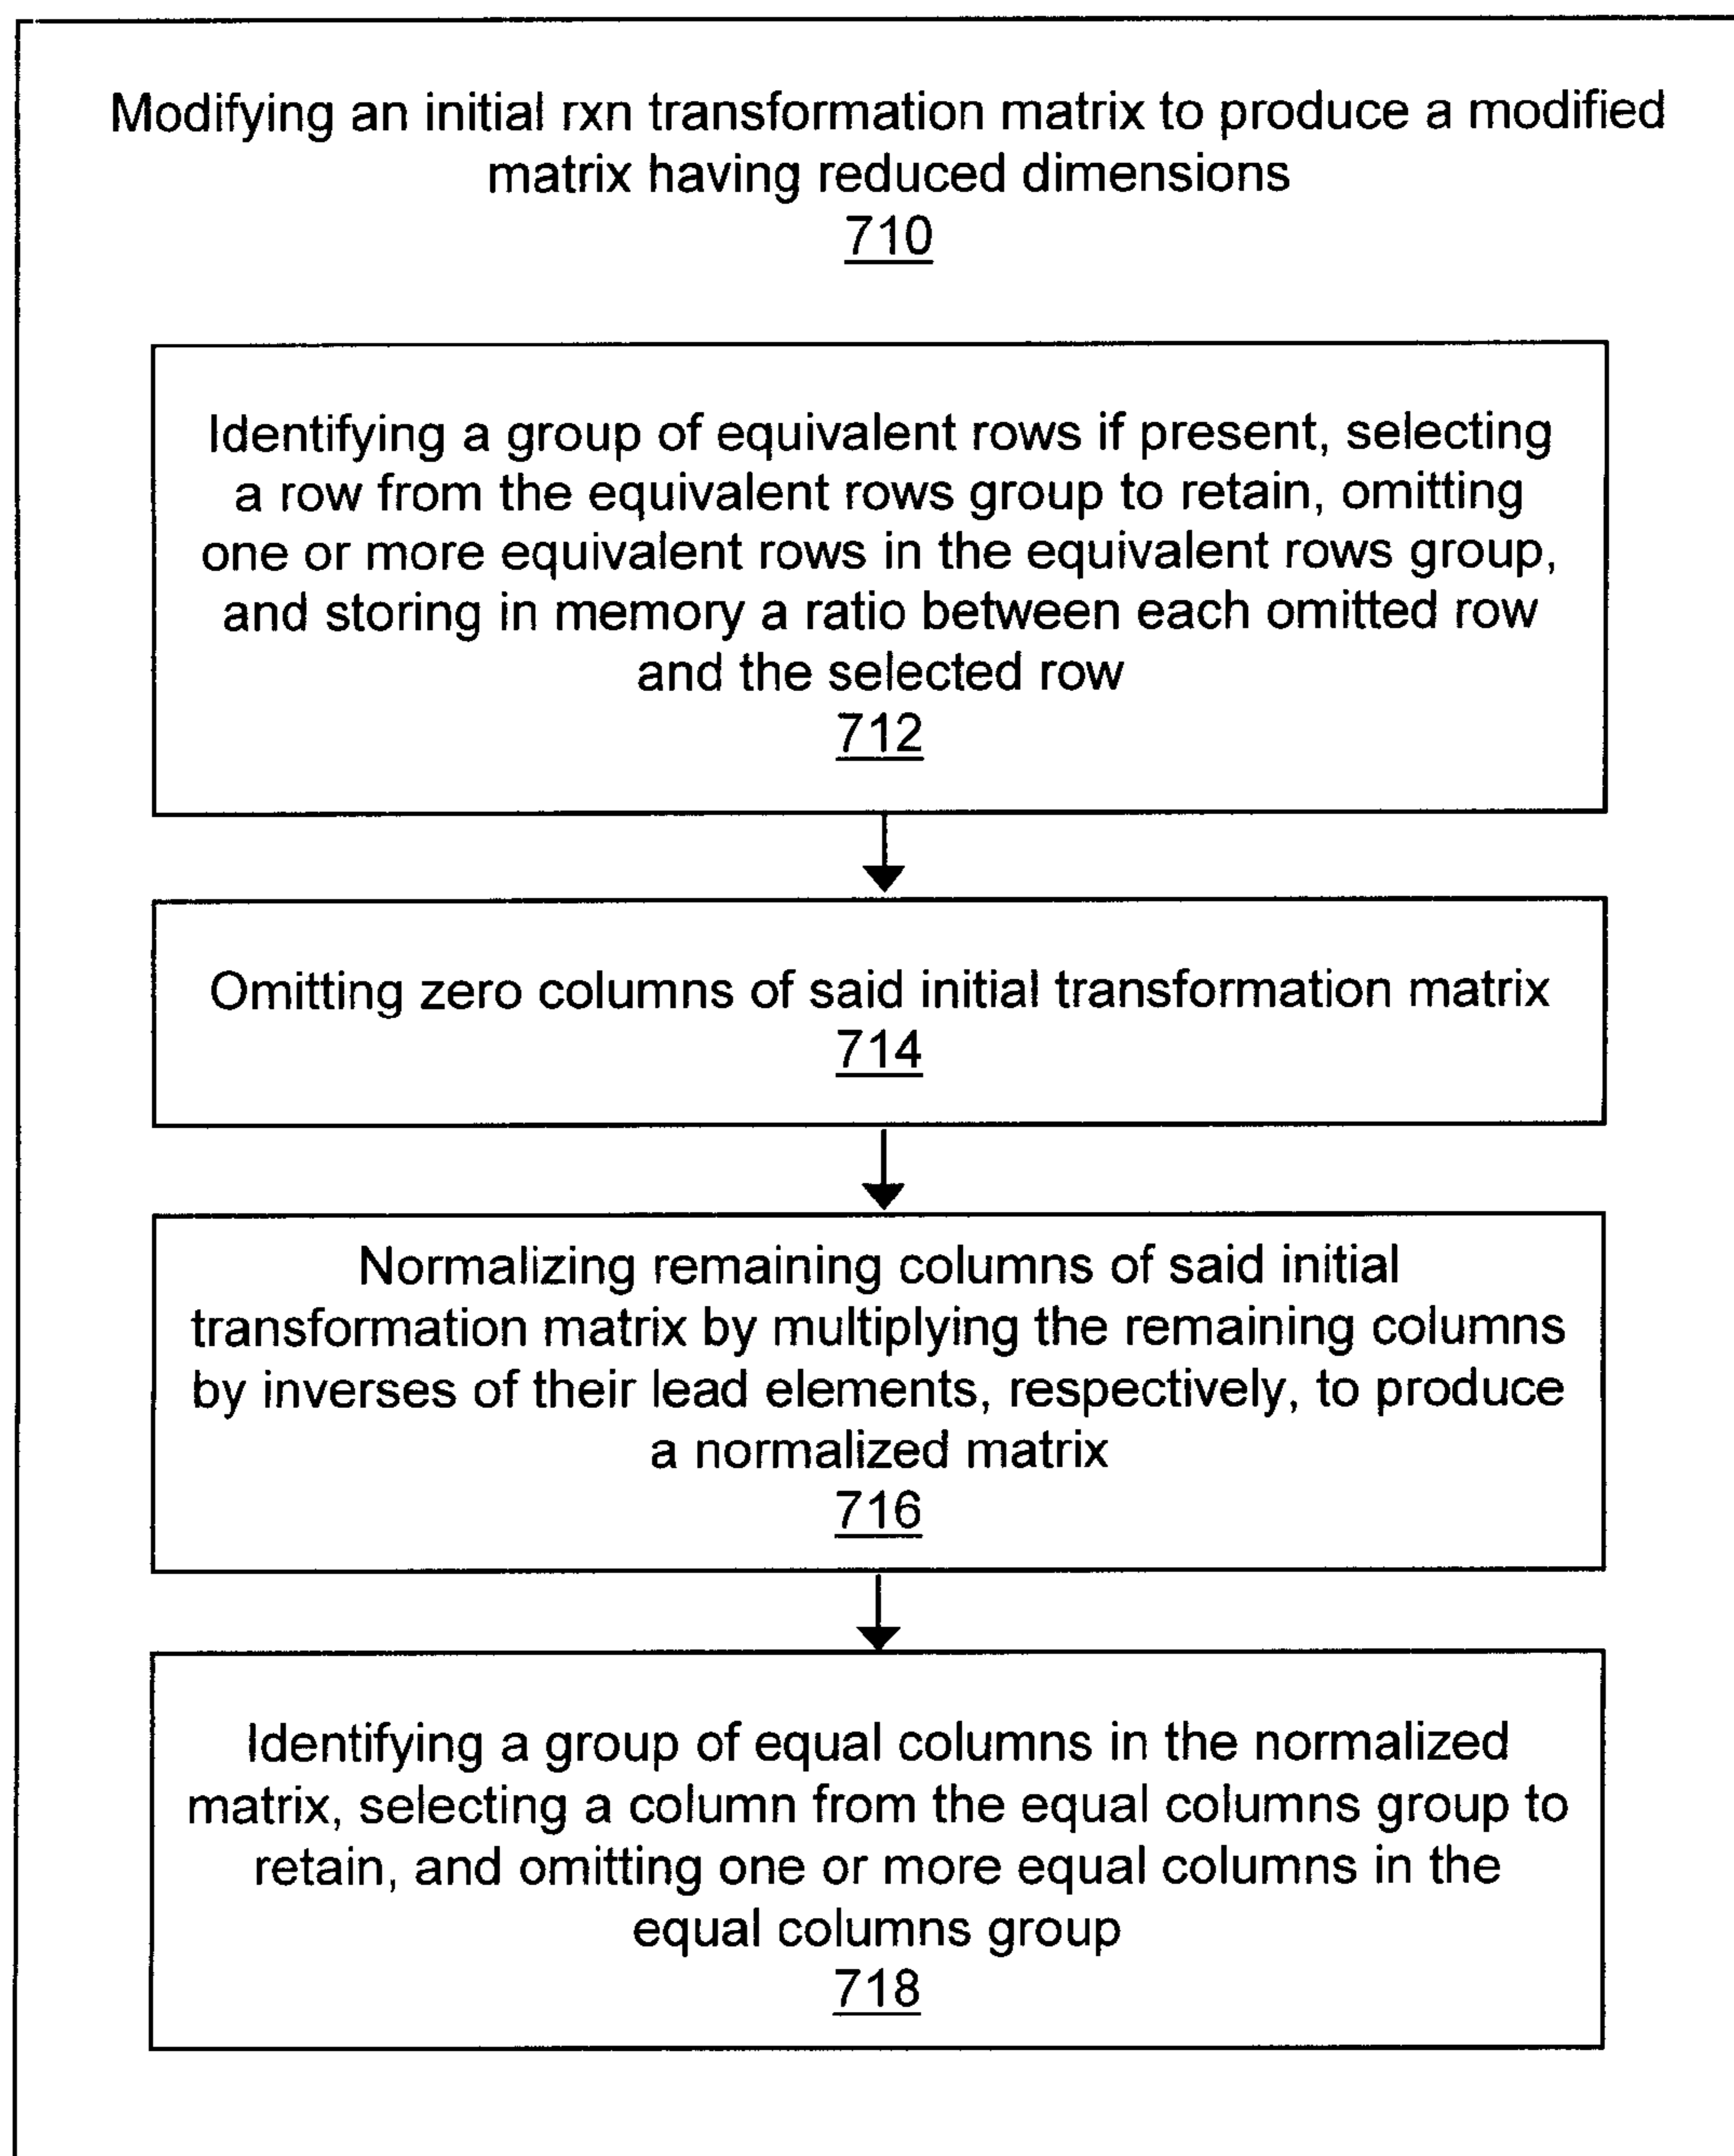 Modifying an initial rxn transformation matrix to produce a modified
matrix having reduced dimensions
710
Identifying a group of equivalent rows if present, selecting
a row from the equivalent rows group to retain, omitting
one or more equivalent rows in the equivalent rows group,
and storing in memory a ratio between each omitted row
and the selected row
712
Omitting zero columns of said initial transformation matrix
714
Normalizing remaining columns of said initial
transformation matrix by multiplying the remaining columns
by inverses of their lead elements, respectively, to produce
a normalized matrix
716
Identifying a group of equal columns in the normalized
matrix, selecting a column from the equal columns group to
retain, and omitting one or more equal columns in the
equal columns group
718